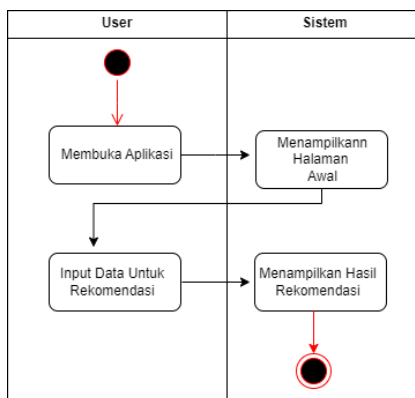 User
Sistem
Membuka Aplikasi
Menampilkann
Halaman
Awal
Input Data Untuk
Rekomendasi
Menampilkan Hasil
Rekomendasi